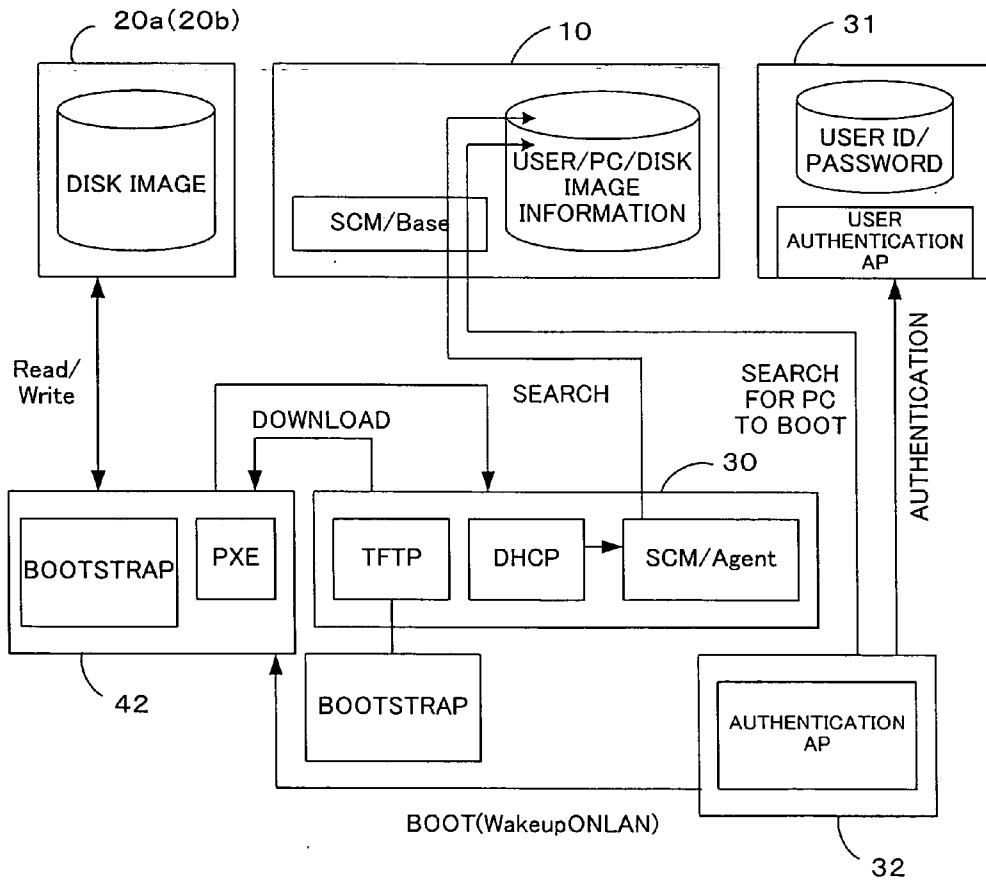 20a(20b)
10
31
DISK IMAGE
USER/PC/DISK
IMAGE
INFORMATION
SCM/Base
USER ID/
PASSWORD
USER
AUTHENTICATION
AP
Read/
Write
DOWNLOAD
SEARCH
SEARCH
FOR PC
TO BOOT
AUTHENTICATION
30
BOOTSTRAP
PXE
TFTP
DHCP
SCM/Agent
42
BOOTSTRAP
AUTHENTICATION
AP
BOOT(WakeupONLAN)
32